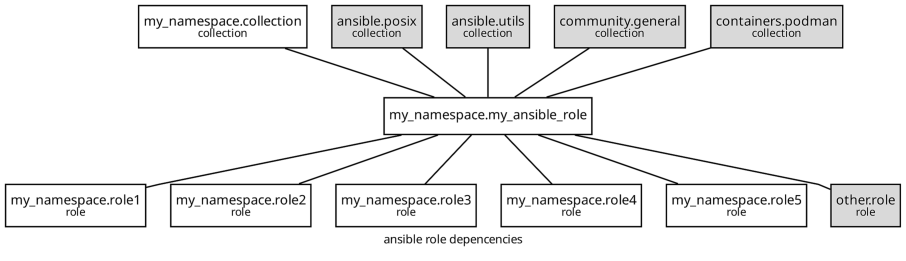 my_namespace.collection
collection
ansible.posix
collection
ansible.utils
collection
community.general
collection
containers.podman
collection
my_namespace.my_ansible_role
my_namespace.role1
role
my_namespace.role2
role
my_namespace.role3
role
my_namespace.role4
role
my_namespace.role5
role
other.role
role
ansible role depencencies